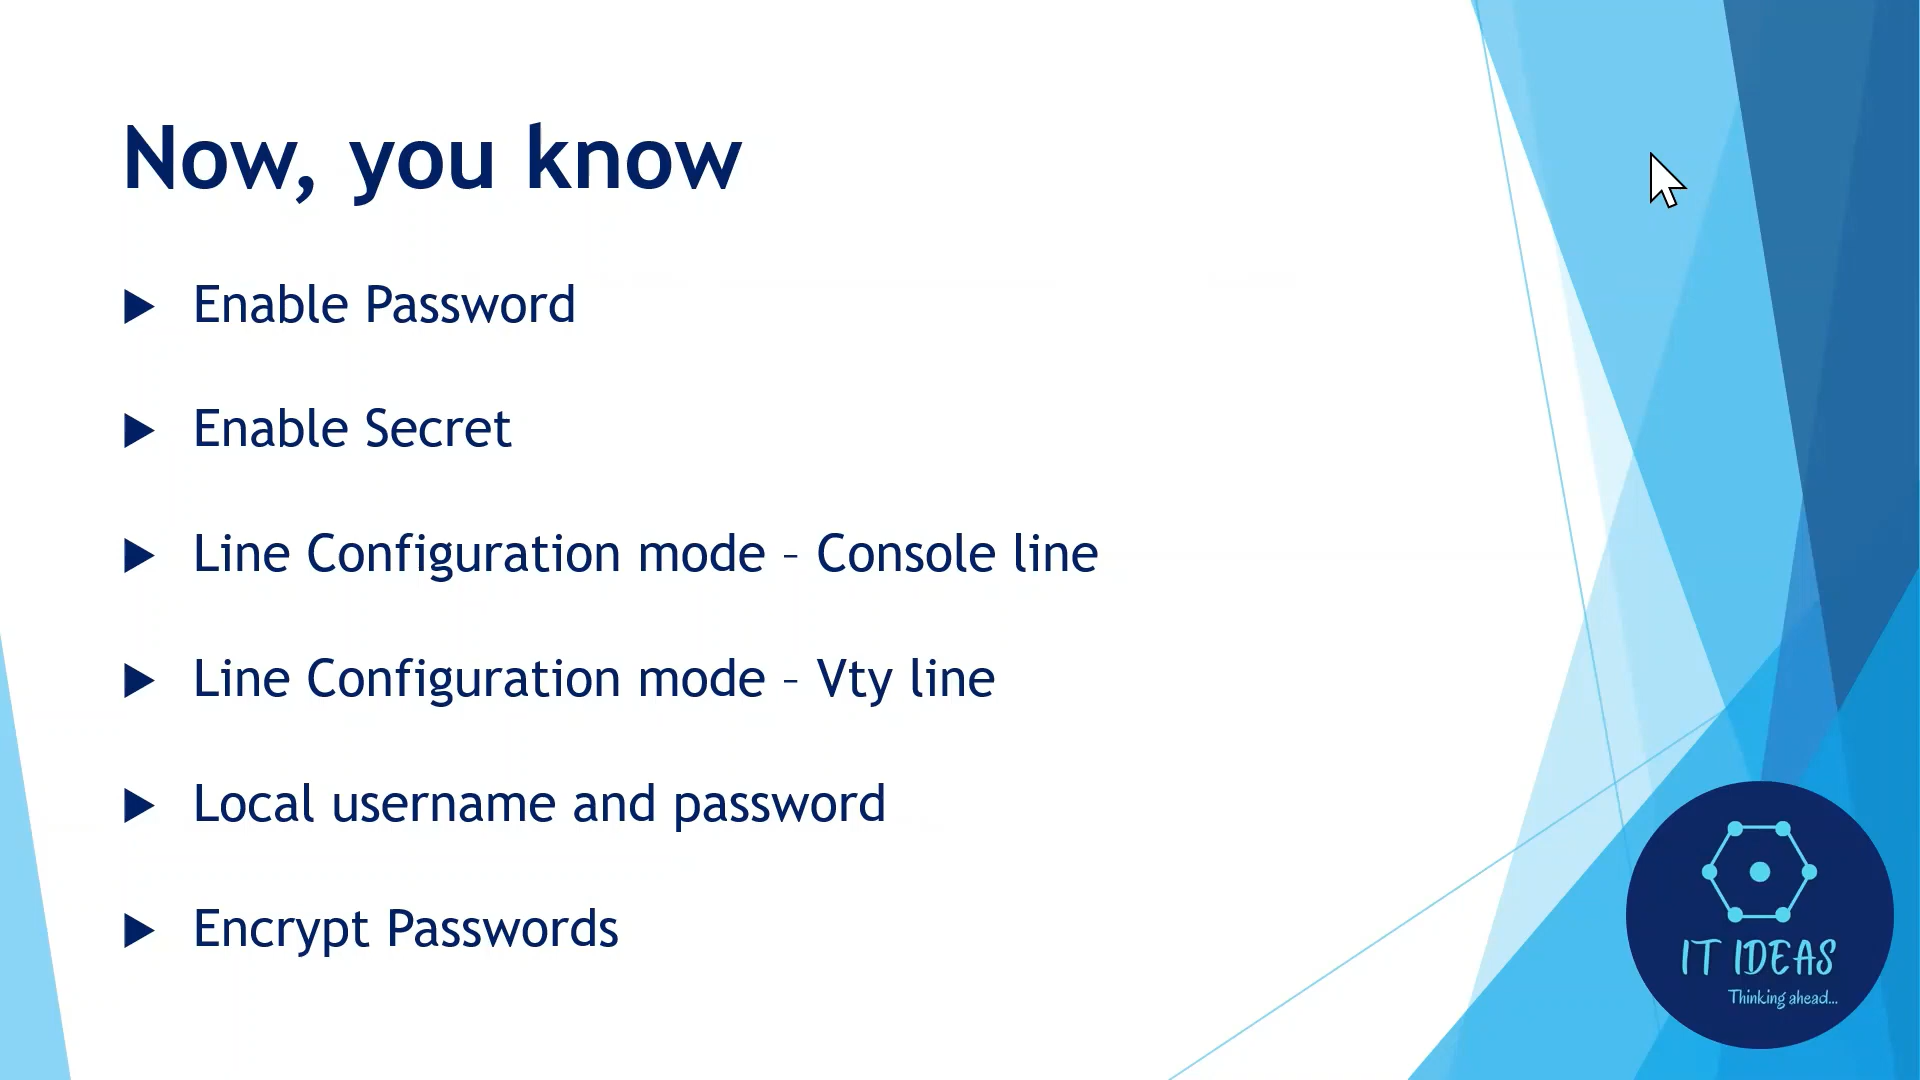 Now, you know
Enable Password
Enable Secret
Line Configuration mode – Console line
Line Configuration mode – Vty line
Local username and password
Encrypt Passwords
IT IDEAS
Thinking ahead...